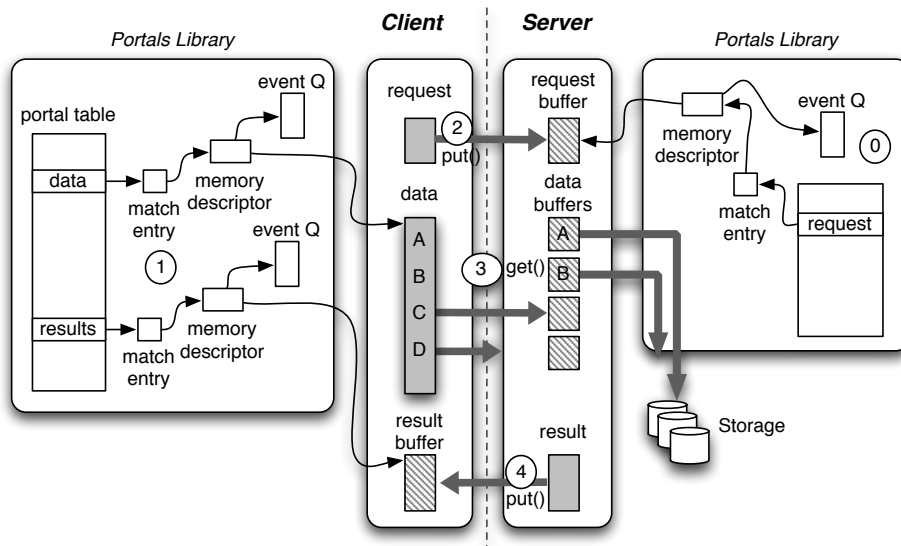 Client
Server
Portals Library
Portals Library
portal table
event Q
data
match
entry
memory
descriptor
event Q
1
results
match
entry
memory
descriptor
request
2
put()
data
A
B
C
D
result
buffer
3
get()
request
buffer
data
buffers
A
B
result
4
put()
memory
descriptor
event Q
0
match
entry
request
Storage